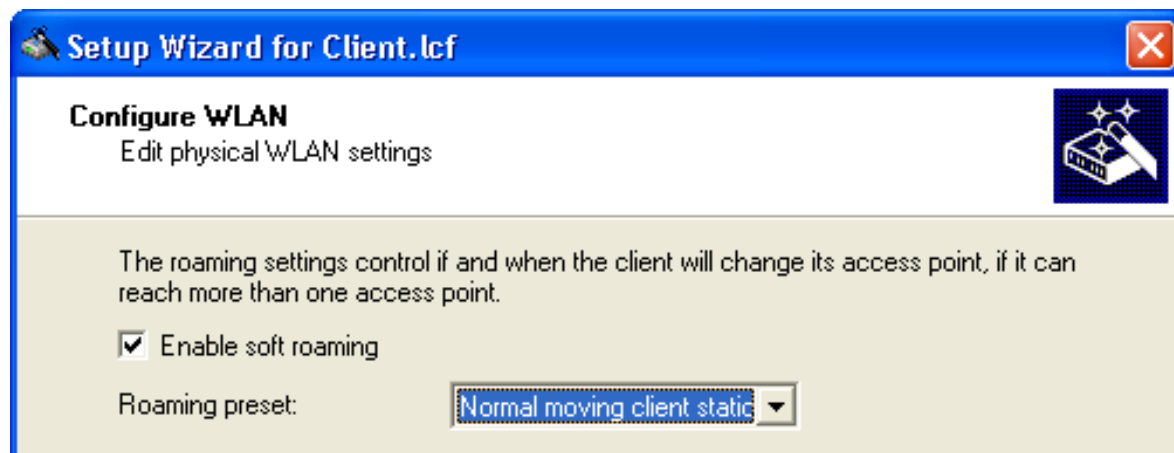 Setup Wizard for Client.lcf
Configure WLAN
Edit physical WLAN settings
The roaming settings control if and when the client will change its access point, if it can
reach more than one access point.
Enable soft roaming
Roaming preset: Normal moving client static